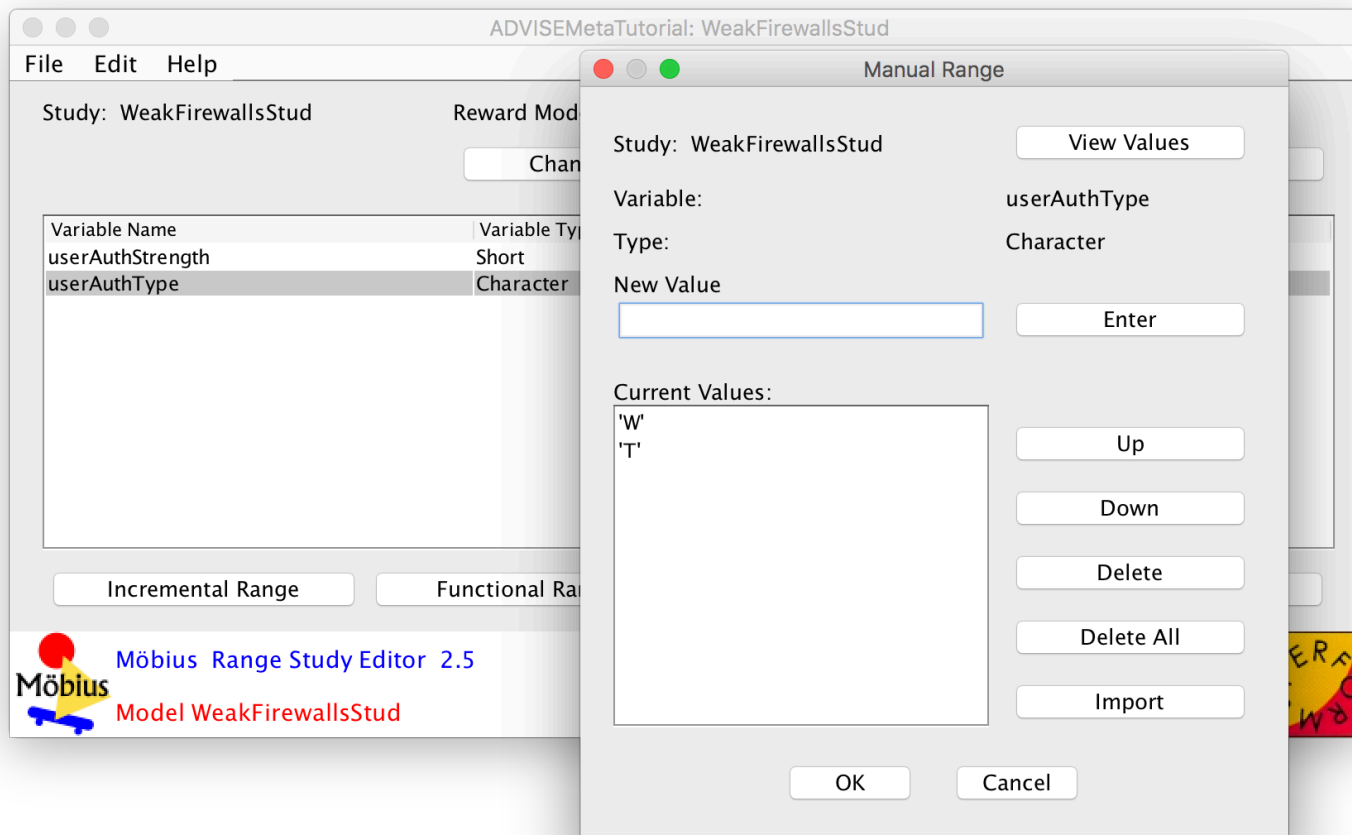 ADVISEMetaTutorial: WeakFirewallsStud
File Edit Help
Study: WeakFirewallsStud
Reward Mod
Chan
Variable Name Variable Ty
userAuthStrength Short
userAuthType Character
Incremental Range
Functional Ra
Möbius
Möbius Range Study Editor 2.5
Model WeakFirewallsStud
Manual Range
Study: WeakFirewallsStud
View Values
Variable: userAuthType
Type: Character
New Value
Enter
Current Values:
'W'
'T'
Up
Down
Delete
Delete All
Import
OK
Cancel
ERF